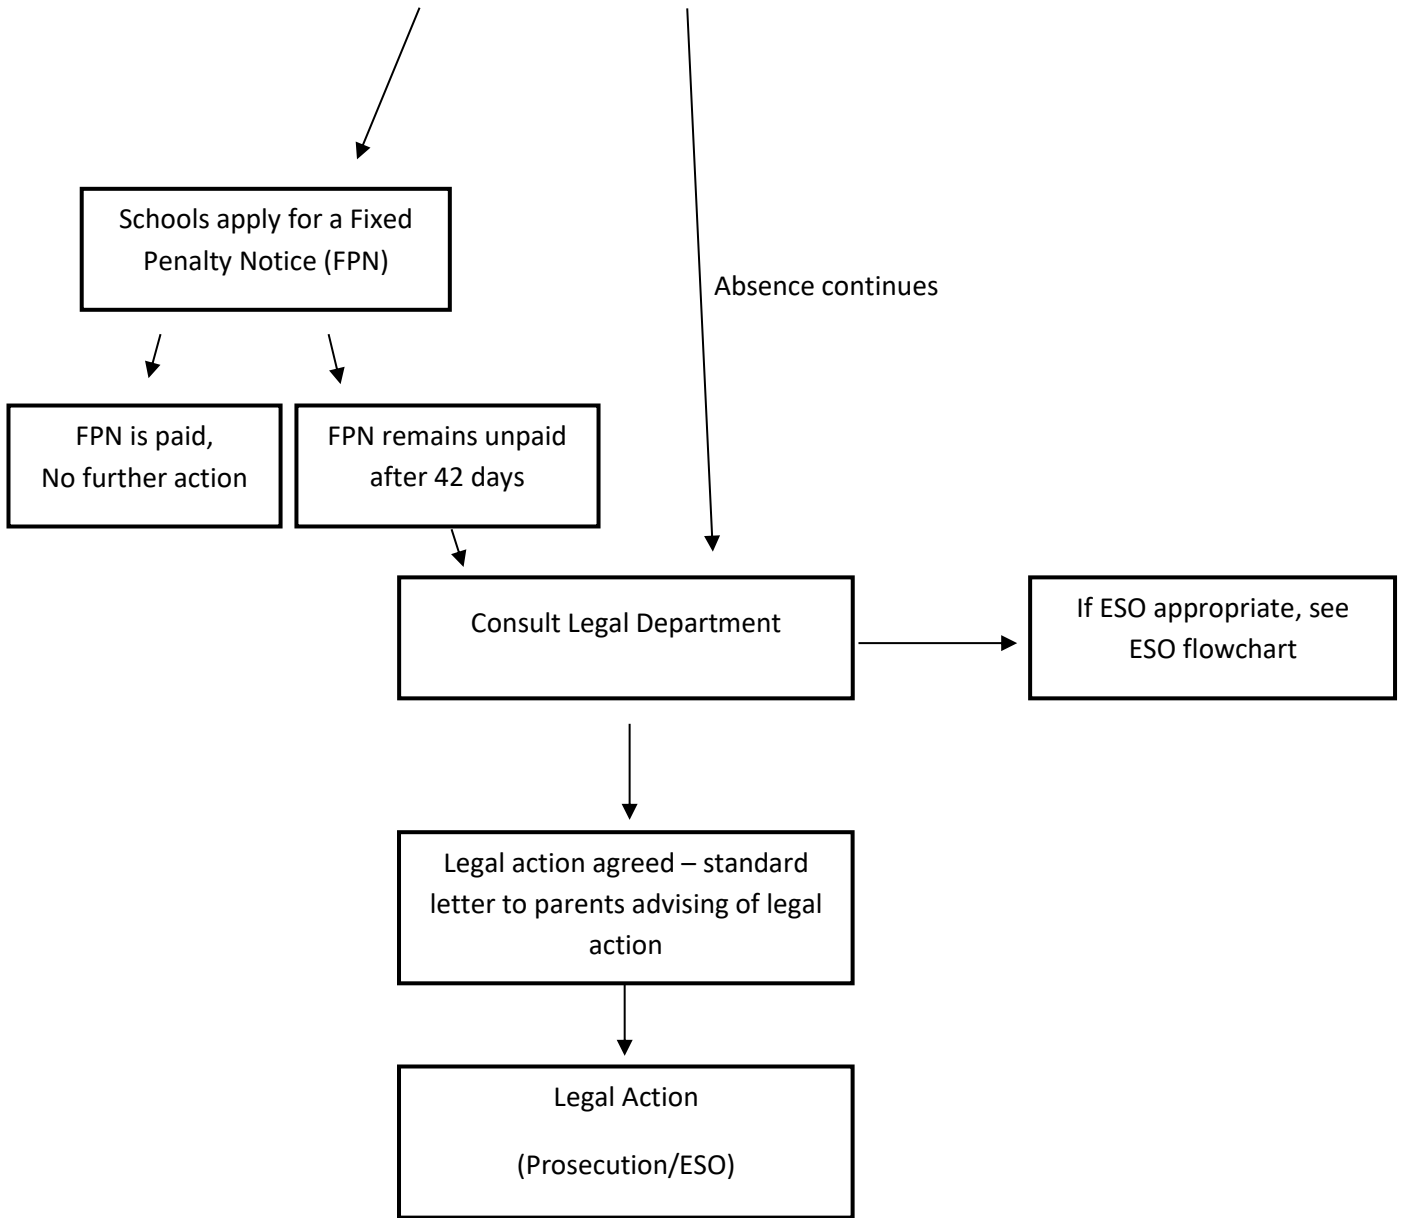 Schools apply for a Fixed
Penalty Notice (FPN)
Absence continues
FPN is paid,
No further action
FPN remains unpaid
after 42 days
Consult Legal Department
If ESO appropriate, see
ESO flowchart
Legal action agreed – standard
letter to parents advising of legal
action
Legal Action
(Prosecution/ESO)